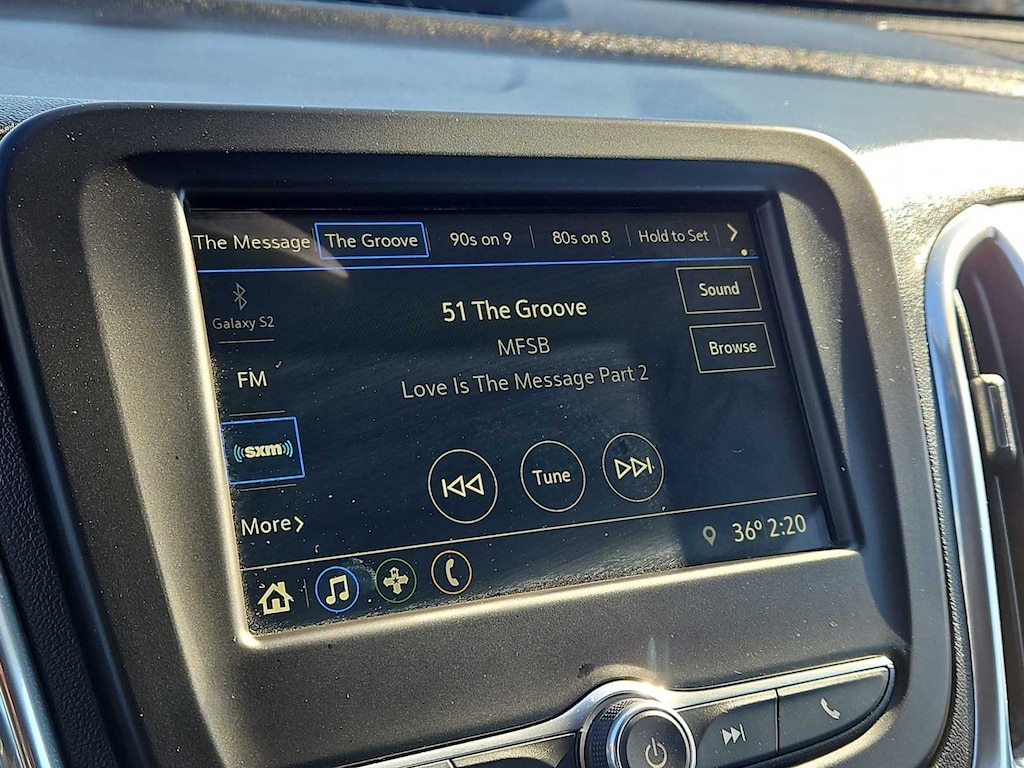 The Message The Groove 90s on 9 80s on 8 Hold to Set
Galaxy S2
51 The Groove
Sound
MFSB
Browse
FM
Love Is The Message Part 2
sxm
Tune
More
36° 2:20